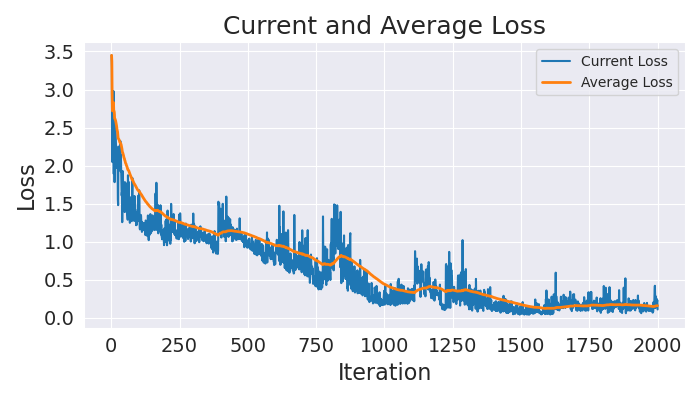 Current and Average Loss
Current Loss
Average Loss
Loss
3.5
3.0
2.5
2.0
1.5
1.0
0.5
0.0
0 250 500 750 1000 1250 1500 1750 2000
Iteration